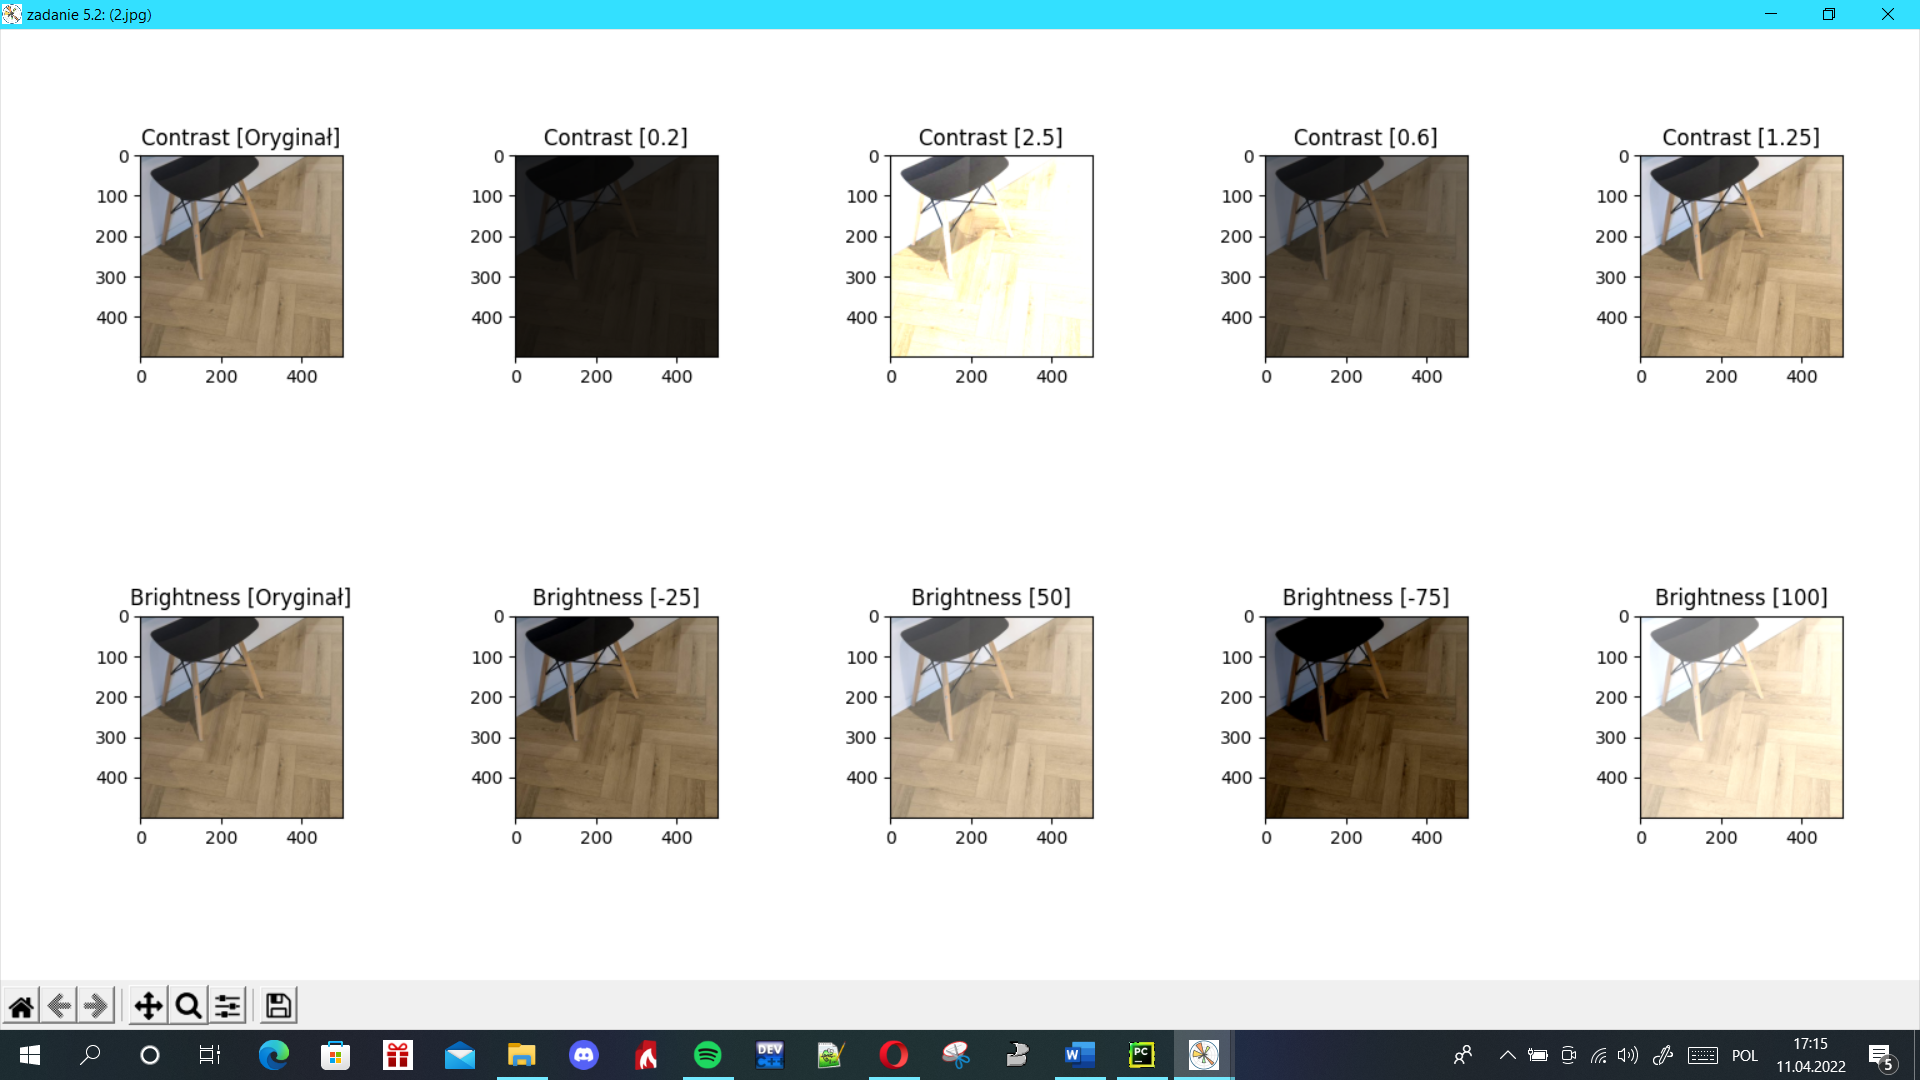 zadanie 5.2: (2.jpg)
Contrast [Oryginał]
0
100
200
300
400
0 200 400
Contrast [0.2]
0
100
200
300
400
0 200 400
Contrast [2.5]
0
100
200
300
400
0 200 400
Contrast [0.6]
0
100
200
300
400
0 200 400
Contrast [1.25]
0
100
200
300
400
0 200 400
Brightness [Oryginał]
0
100
200
300
400
0 200 400
Brightness [-25]
0
100
200
300
400
0 200 400
Brightness [50]
0
100
200
300
400
0 200 400
Brightness [-75]
0
100
200
300
400
0 200 400
Brightness [100]
0
100
200
300
400
0 200 400
DEV
C++
W
PC
POL
17:15
11.04.2022
5